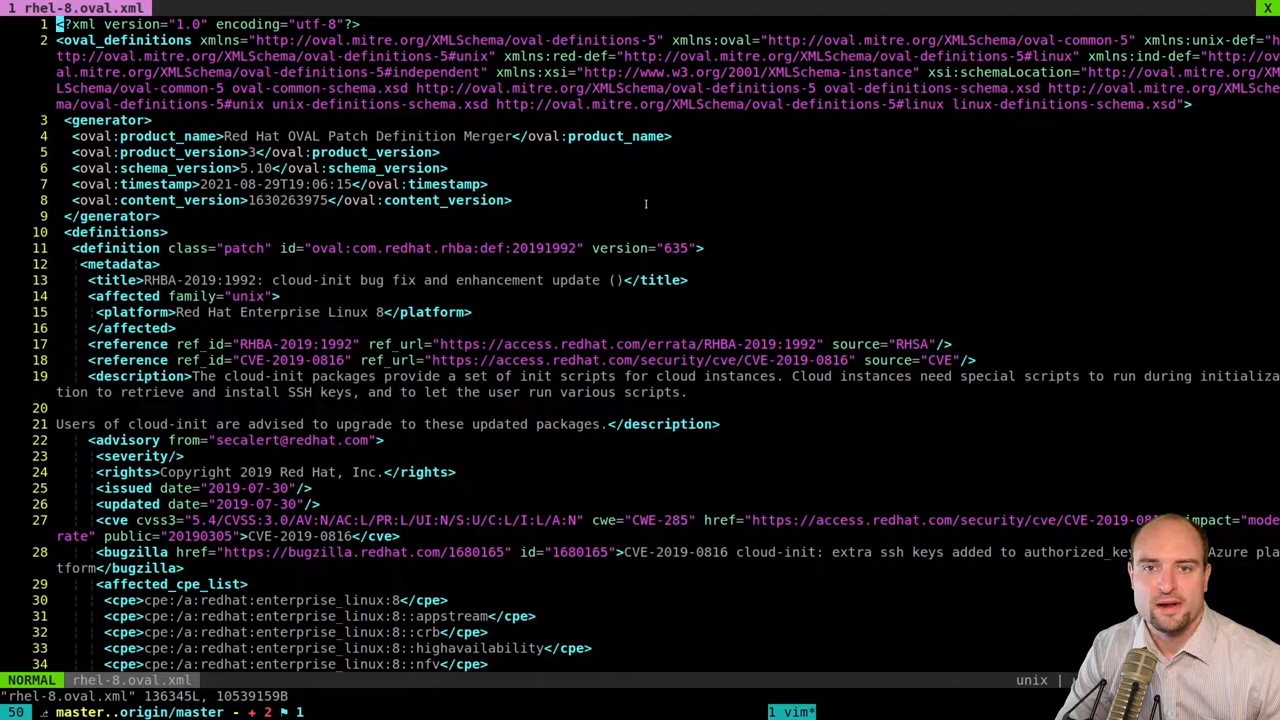 1 rhel-8.oval.xml X
1 <?xml version="1.0" encoding="utf-8"?>
2 <oval_definitions xmlns="http://oval.mitre.org/XMLSchema/oval-definitions-5" xmlns:oval="http://oval.mitre.org/XMLSchema/oval-common-5" xmlns:unix-def="h
ttp://oval.mitre.org/XMLSchema/oval-definitions-5#unix" xmlns:red-def="http://oval.mitre.org/XMLSchema/oval-definitions-5#linux" xmlns:ind-def="http://ov
al.mitre.org/XMLSchema/oval-definitions-5#independent" xmlns:xsi="http://www.w3.org/2001/XMLSchema-instance" xsi:schemaLocation="http://oval.mitre.org/XM
LSchema/oval-common-5 oval-common-schema.xsd http://oval.mitre.org/XMLSchema/oval-definitions-5 oval-definitions-schema.xsd http://oval.mitre.org/XMLSche
ma/oval-definitions-5#unix unix-definitions-schema.xsd http://oval.mitre.org/XMLSchema/oval-definitions-5#linux linux-definitions-schema.xsd">
3 <generator>
4 <oval:product_name>Red Hat OVAL Patch Definition Merger</oval:product_name>
5 <oval:product_version>3</oval:product_version>
6 <oval:schema_version>5.10</oval:schema_version>
7 <oval:timestamp>2021-08-29T19:06:15</oval:timestamp>
8 <oval:content_version>1630263975</oval:content_version>
9 </generator>
10 <definitions>
11 <definition class="patch" id="oval:com.redhat.rhba:def:20191992" version="635">
12 <metadata>
13 <title>RHBA-2019:1992: cloud-init bug fix and enhancement update ()</title>
14 <affected family="unix">
15 <platform>Red Hat Enterprise Linux 8</platform>
16 </affected>
17 <reference ref_id="RHBA-2019:1992" ref_url="https://access.redhat.com/errata/RHBA-2019:1992" source="RHSA"/>
18 <reference ref_id="CVE-2019-0816" ref_url="https://access.redhat.com/security/cve/CVE-2019-0816" source="CVE"/>
19 <description>The cloud-init packages provide a set of init scripts for cloud instances. Cloud instances need special scripts to run during initializa
tion to retrieve and install SSH keys, and to let the user run various scripts.
20
21 Users of cloud-init are advised to upgrade to these updated packages.</description>
22 <advisory from="secalert@redhat.com">
23 <severity/>
24 <rights>Copyright 2019 Red Hat, Inc.</rights>
25 <issued date="2019-07-30"/>
26 <updated date="2019-07-30"/>
27 <cve cvss3="5.4/CVSS:3.0/AV:N/AC:L/PR:L/UI:N/S:U/C:L/I:L/A:N" cwe="CWE-285" href="https://access.redhat.com/security/cve/CVE-2019-08 impact="mode
rate" public="20190305">CVE-2019-0816</cve>
28 <bugzilla href="https://bugzilla.redhat.com/1680165" id="1680165">CVE-2019-0816 cloud-init: extra ssh keys added to authorized_ke Azure pla
tform</bugzilla>
29 <affected_cpe_list>
30 <cpe>cpe:/a:redhat:enterprise_linux:8</cpe>
31 <cpe>cpe:/a:redhat:enterprise_linux:8::appstream</cpe>
32 <cpe>cpe:/a:redhat:enterprise_linux:8::crb</cpe>
33 <cpe>cpe:/a:redhat:enterprise_linux:8::highavailability</cpe>
34 <cpe>cpe:/a:redhat:enterprise_linux:8::nfv</cpe>
NORMAL rhel-8.oval.xml unix |
"rhel-8.oval.xml" 136345L, 10539159B
50 master..origin/master - + 2 ⚑ 1 1 vim*